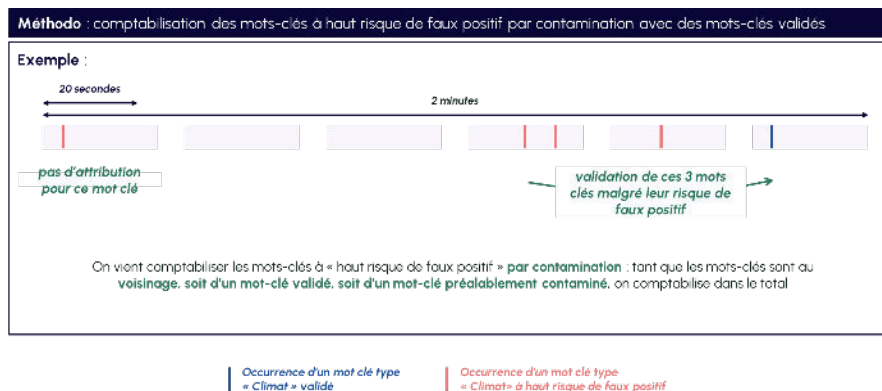 Méthodo : comptabilisation des mots-clés à haut risque de faux positif par contamination avec des mots-clés validés
Exemple :
20 secondes
2 minutes
pas d'attribution
pour ce mot clé
validation de ces 3 mots
clés malgré leur risque de
faux positif
On vient comptabiliser les mots-clés à « haut risque de faux positif » par contamination : tant que les mots-clés sont au
voisinage, soit d'un mot-clé validé, soit d'un mot-clé préalablement contaminé, on comptabilise dans le total
Occurrence d'un mot clé type
« Climat » validé
Occurrence d'un mot clé type
« Climat» à haut risque de faux positif